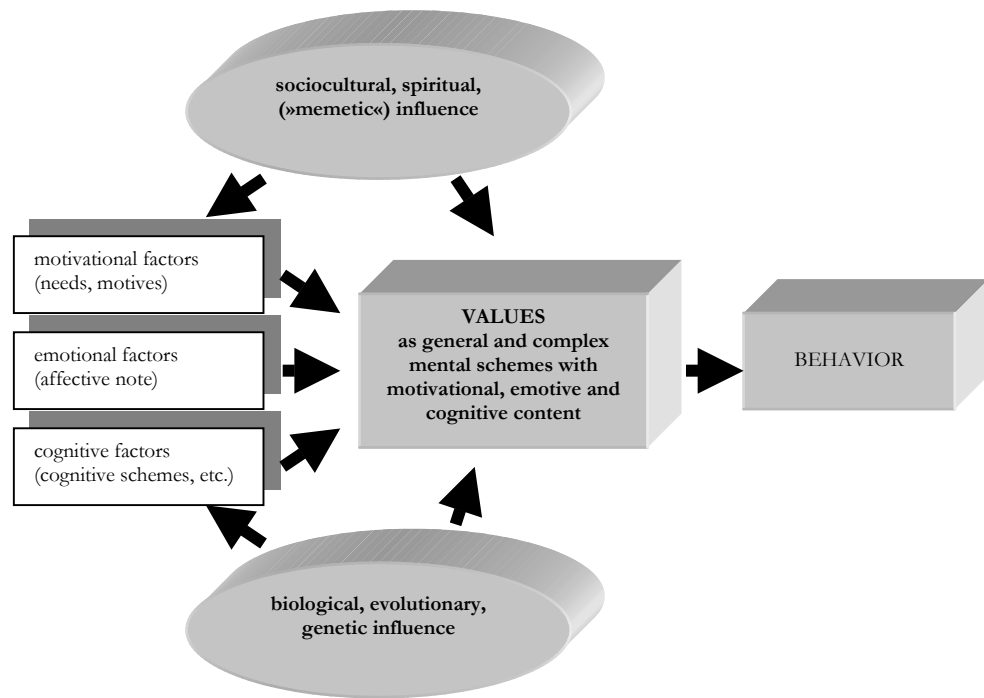 sociocultural, spiritual,
(»memetic«) influence
motivational factors
(needs, motives)
emotional factors
(affective note)
cognitive factors
(cognitive schemes, etc.)
VALUES
as general and complex
mental schemes with
motivational, emotive and
cognitive content
BEHAVIOR
biological, evolutionary,
genetic influence